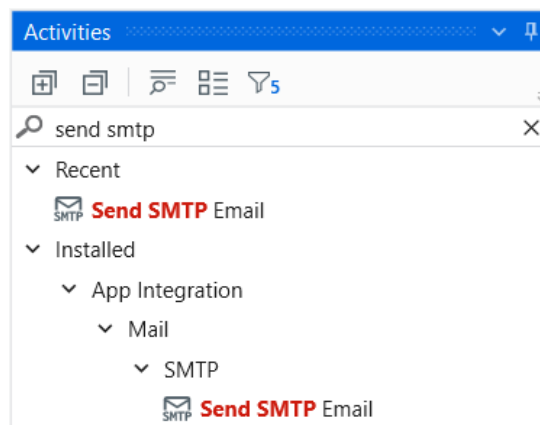 Activities
5
send smtp
Recent
SMTP Send SMTP Email
Installed
App Integration
Mail
SMTP
SMTP Send SMTP Email